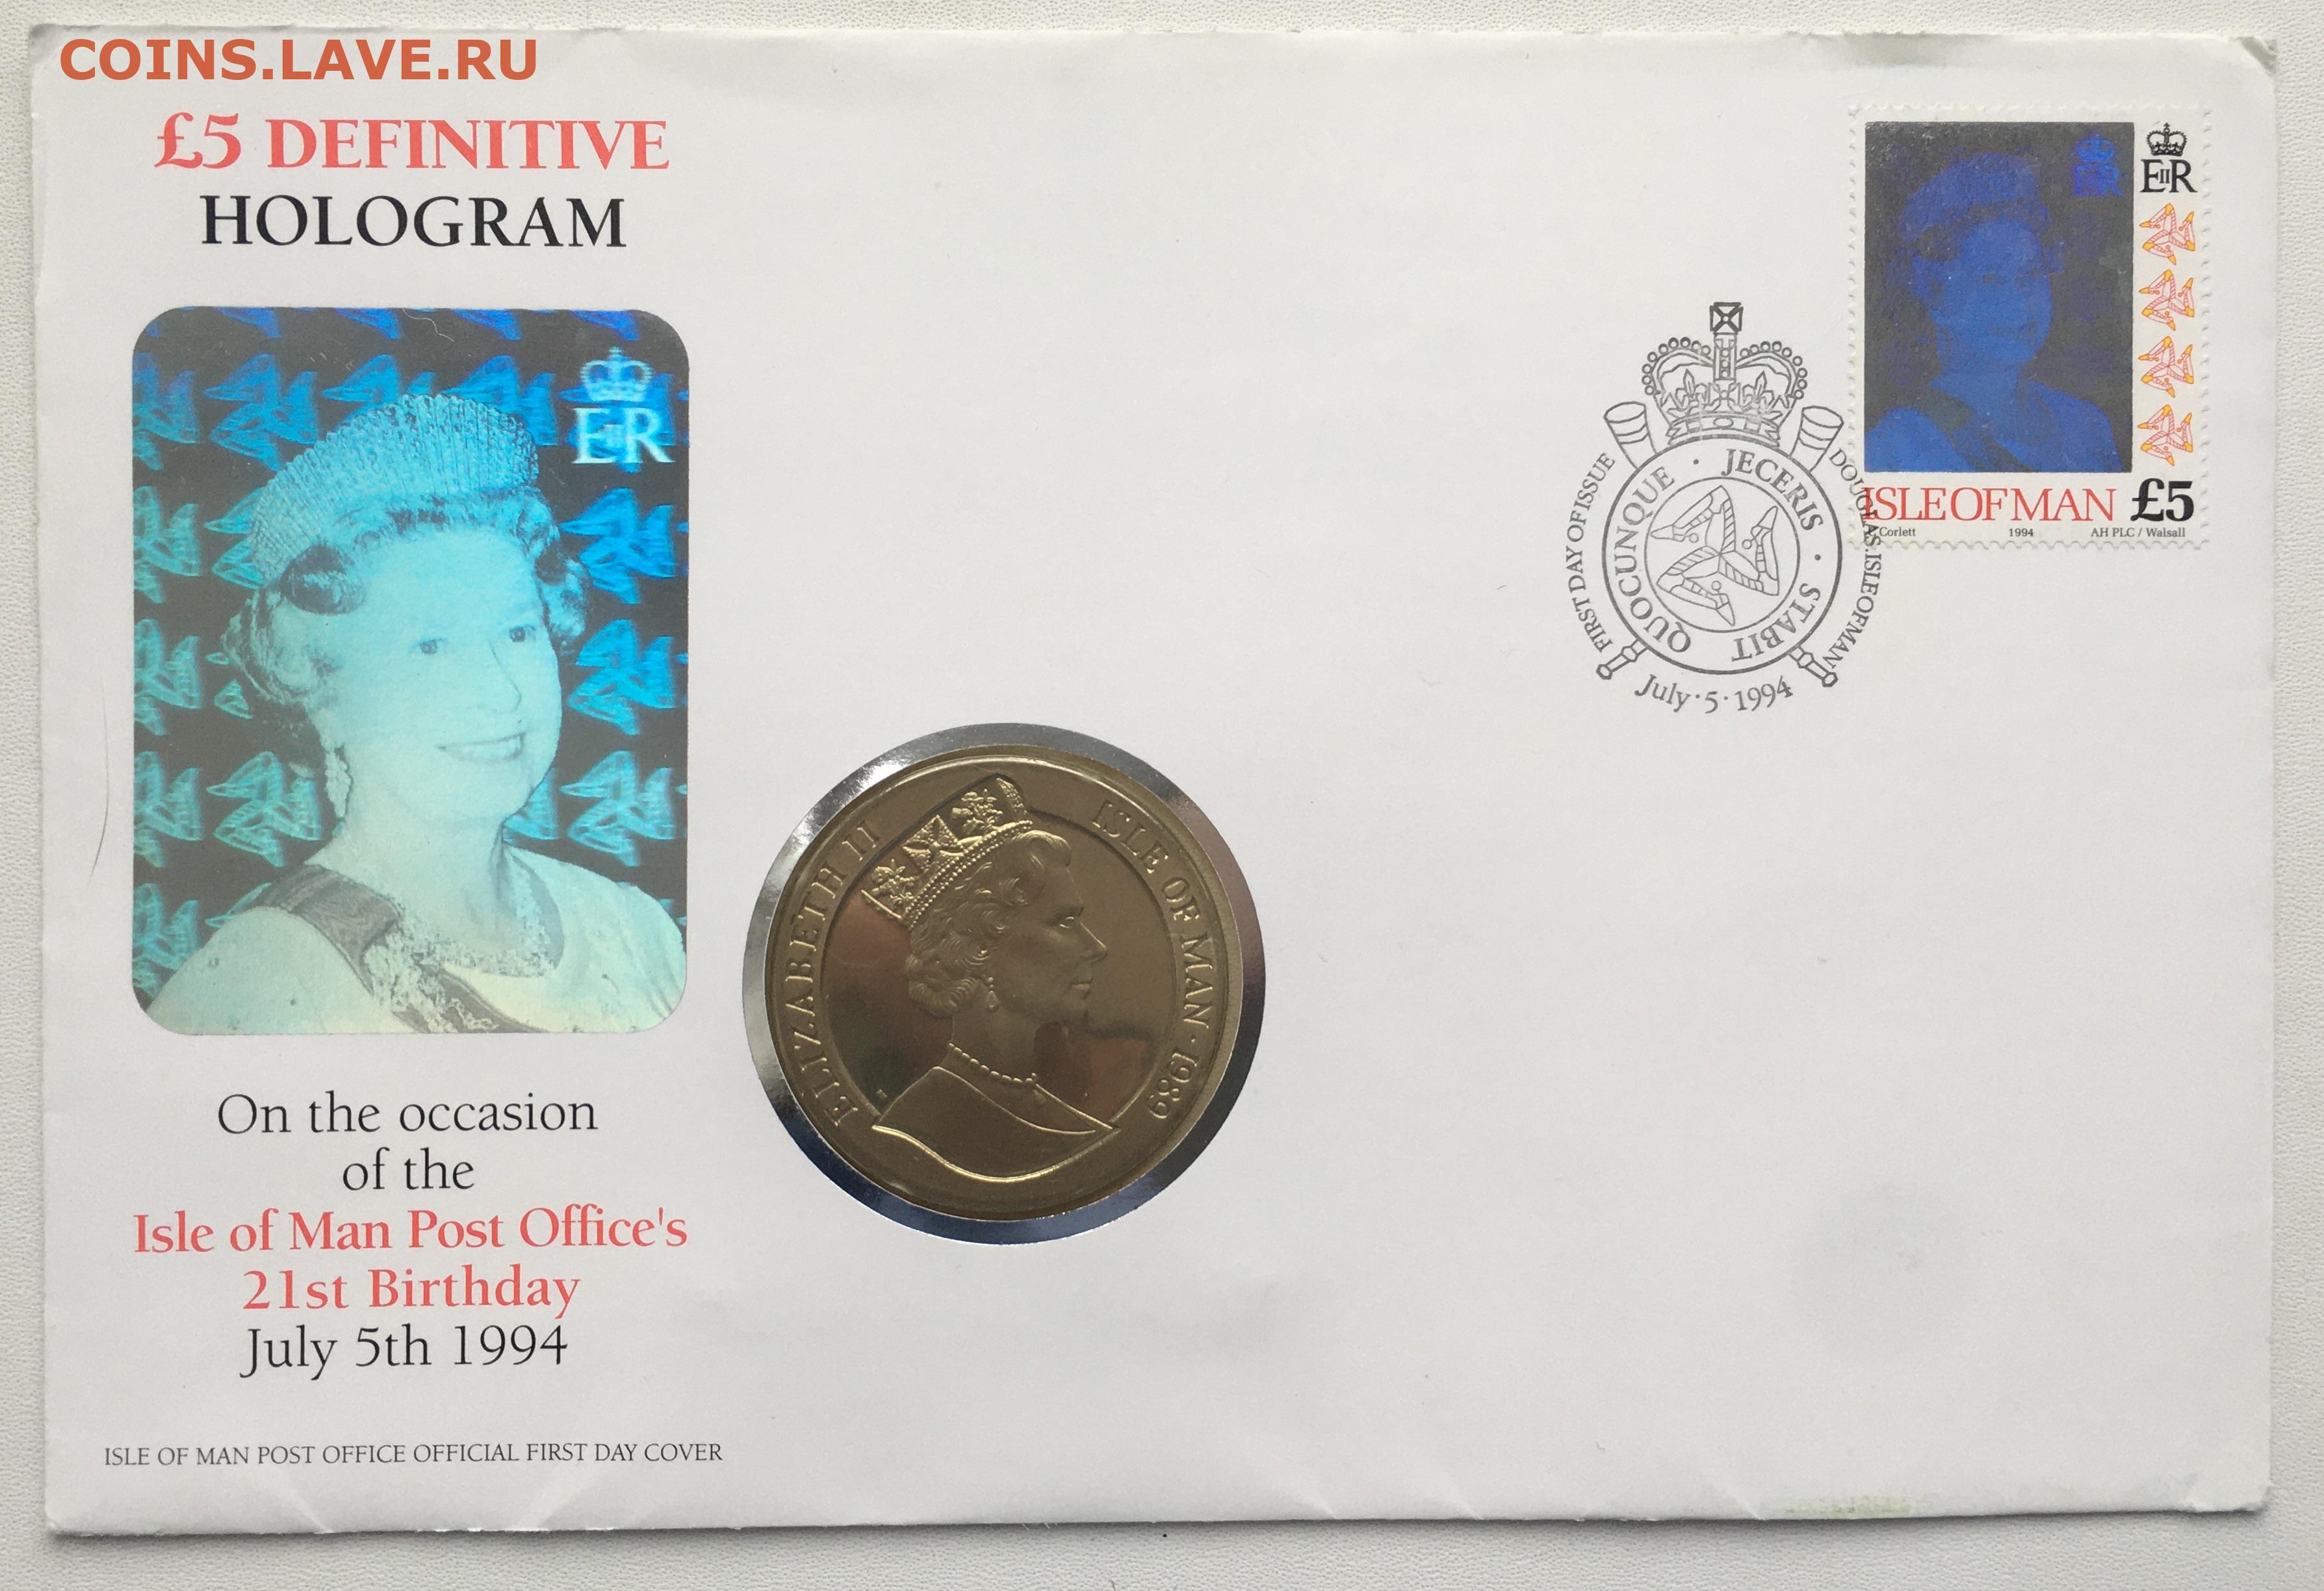 COINS.LAVE.RU
£5 DEFINITIVE
HOLOGRAM
EIIR
On the occasion
of the
Isle of Man Post Office's
21st Birthday
July 5th 1994
ISLE OF MAN POST OFFICE OFFICIAL FIRST DAY COVER
ELIZABETH II
ISLE OF MAN · 1989
FIRST DAY OF ISSUE
DOUGLAS. ISLE OF MAN
QUOCUNQUE · JECERIS · STABIT
July · 5 · 1994
EIIR
ISLE OF MAN £5
Corlett 1994 AH PLC / Walsall